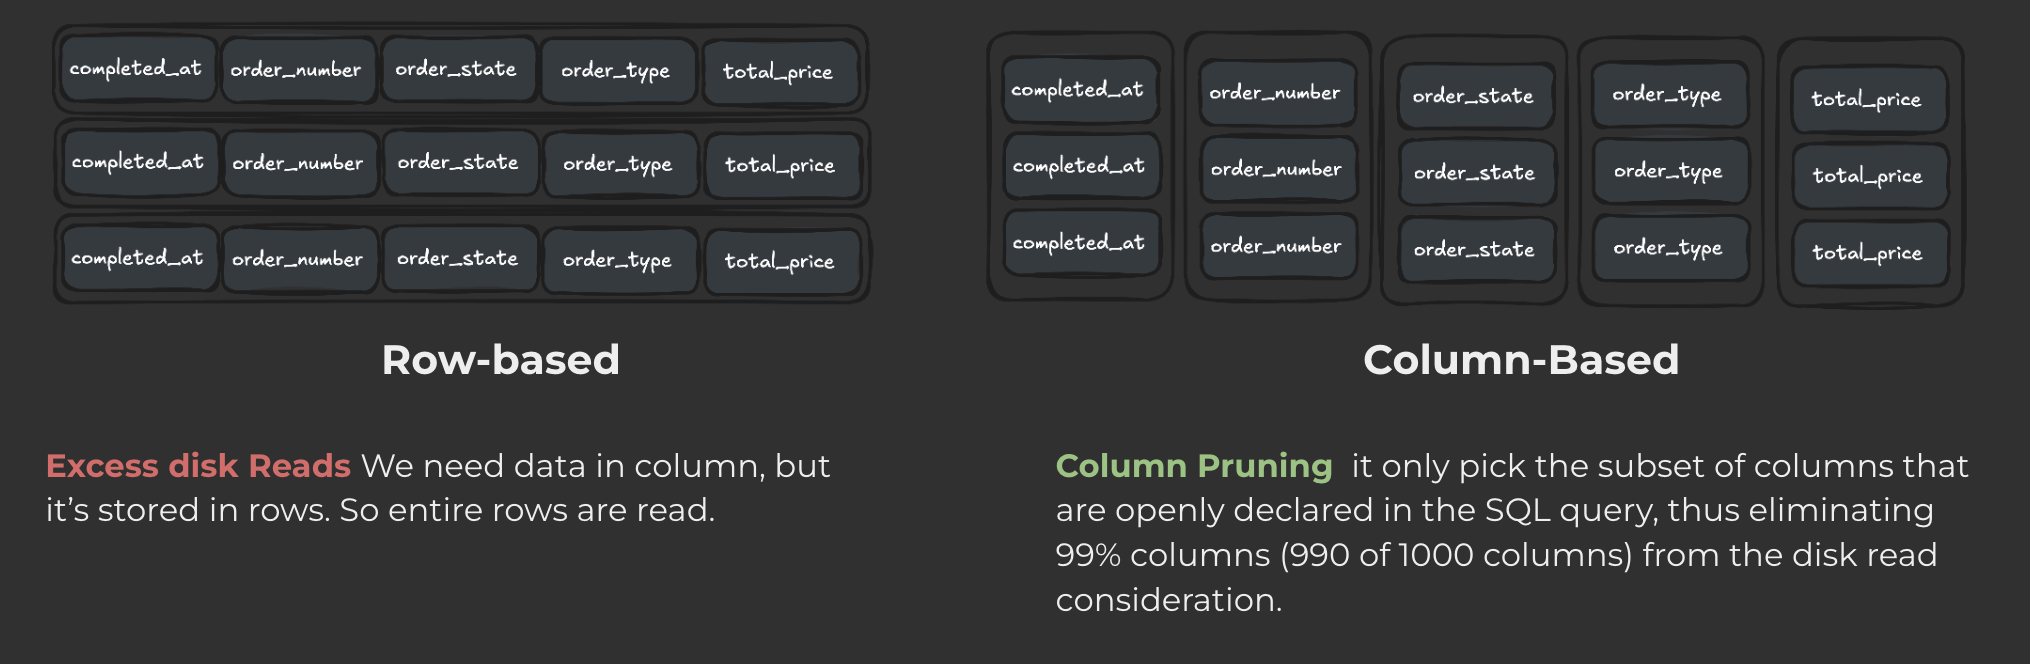 completed_at order_number order_state order_type total_price
completed_at order_number order_state order_type total_price
completed_at order_number order_state order_type total_price
Row-based
Excess disk Reads We need data in column, but
it’s stored in rows. So entire rows are read.
completed_at order_number order_state order_type total_price
completed_at order_number order_state order_type total_price
completed_at order_number order_state order_type total_price
Column-Based
Column Pruning it only pick the subset of columns that
are openly declared in the SQL query, thus eliminating
99% columns (990 of 1000 columns) from the disk read
consideration.